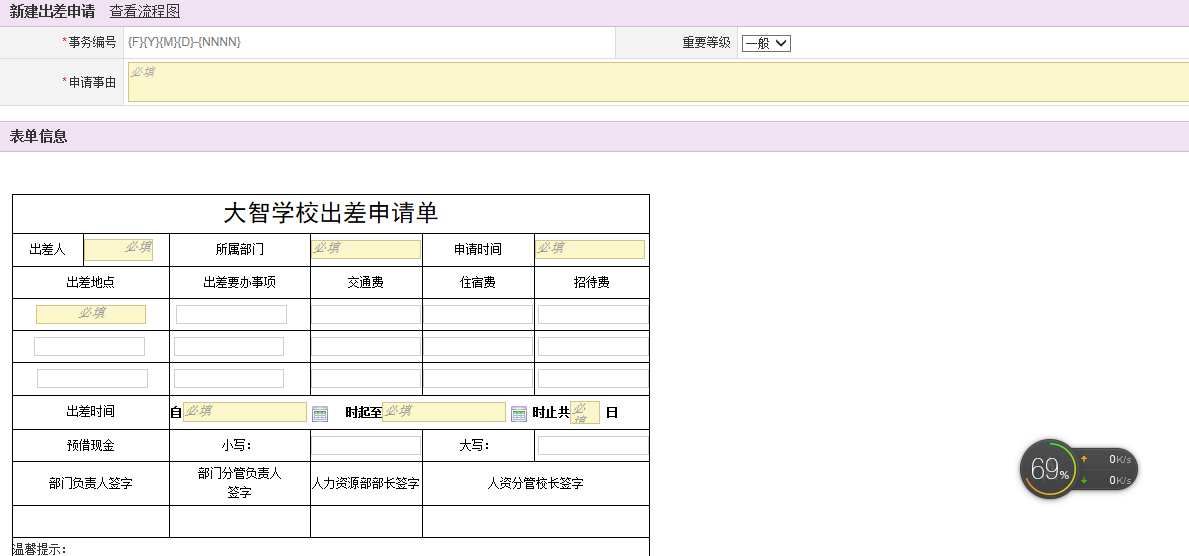 新建出差申请 查看流程图
*事务编号 {F}{Y}{M}{D}-{NNNN} 重要等级 一般
*申请事由 必填
表单信息
大智学校出差申请单
出差人 必填 所属部门 必填 申请时间 必填
出差地点 出差要办事项 交通费 住宿费 招待费
必填
出差时间 自 必填 时起至 必填 时止共 必填 日
预借现金 小写: 大写:
部门负责人签字 部门分管负责人签字 人力资源部部长签字 人资分管校长签字
温馨提示:
69% 0K/s
0K/s